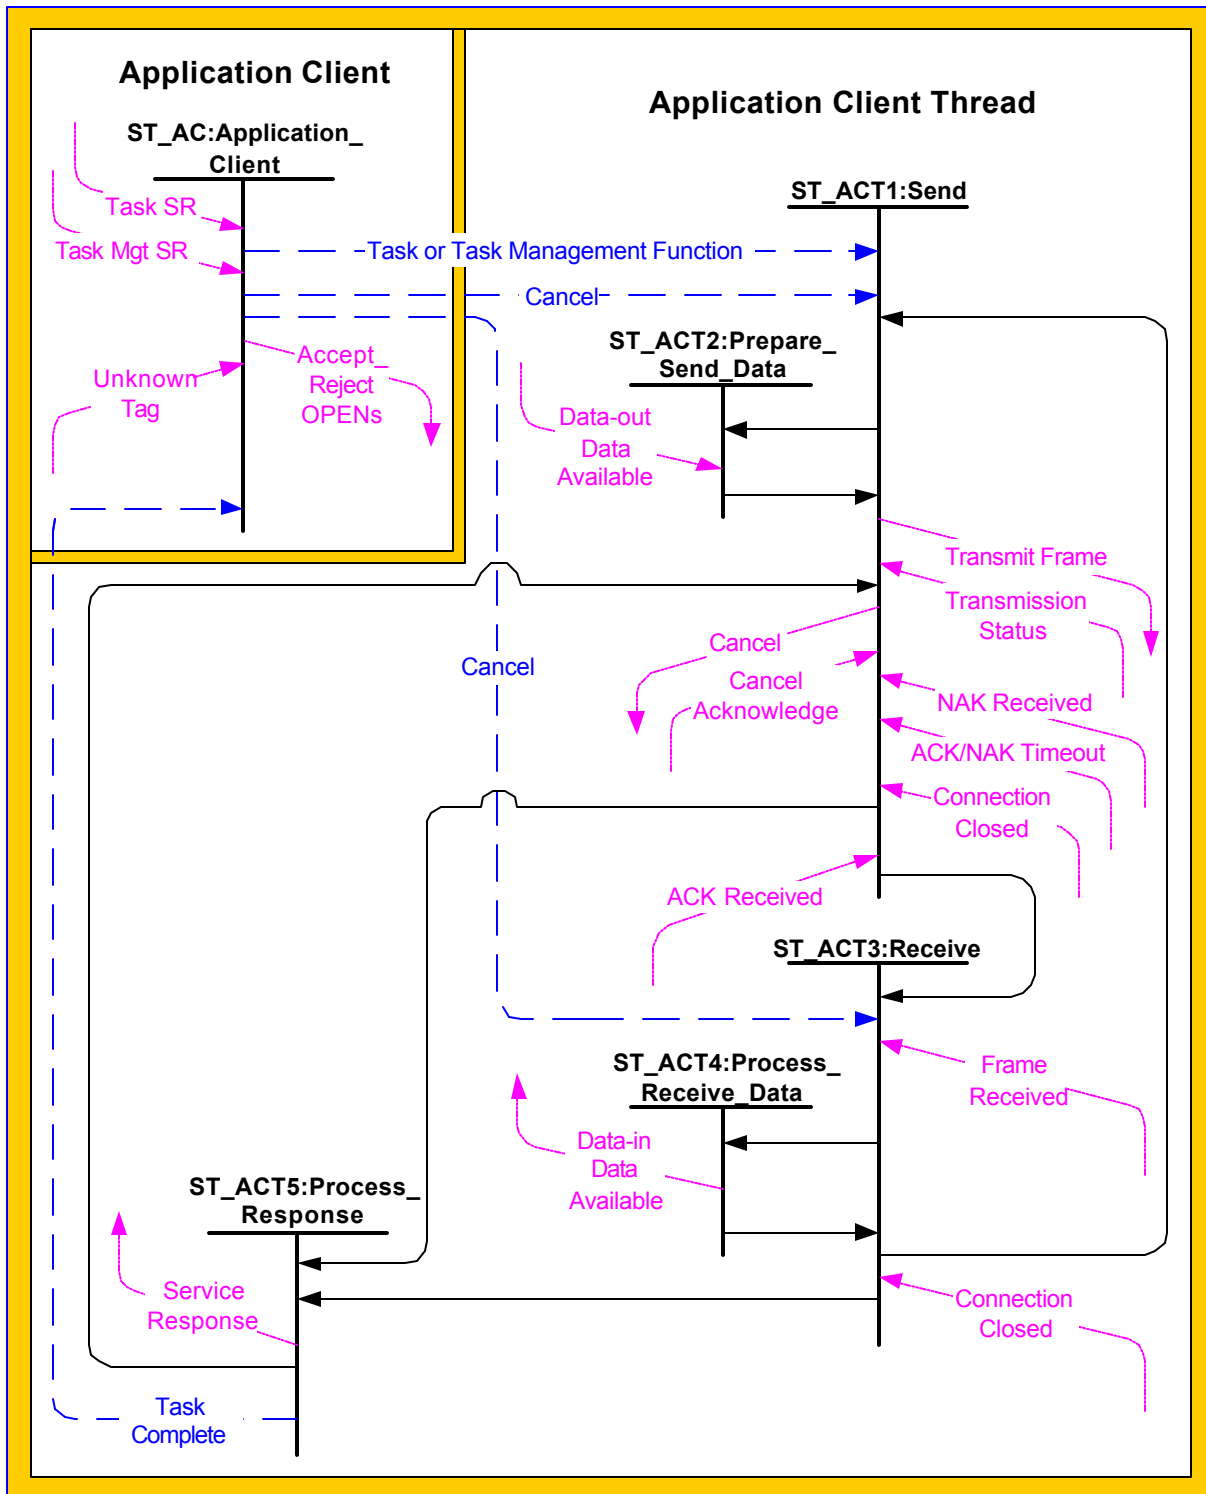 Application Client
Application Client Thread
ST_AC:Application_
Client
Task SR
Task Mgt SR
ST_ACT1:Send
Task or Task Management Function
Cancel
ST_ACT2:Prepare_
Send_Data
Accept_
Reject
OPENs
Unknown
Tag
Data-out
Data
Available
Transmit Frame
Transmission
Status
Cancel
Cancel
Cancel
Acknowledge
NAK Received
ACK/NAK Timeout
Connection
Closed
ACK Received
ST_ACT3:Receive
ST_ACT4:Process_
Receive_Data
Frame
Received
Data-in
Data
Available
ST_ACT5:Process_
Response
Service
Response
Connection
Closed
Task
Complete